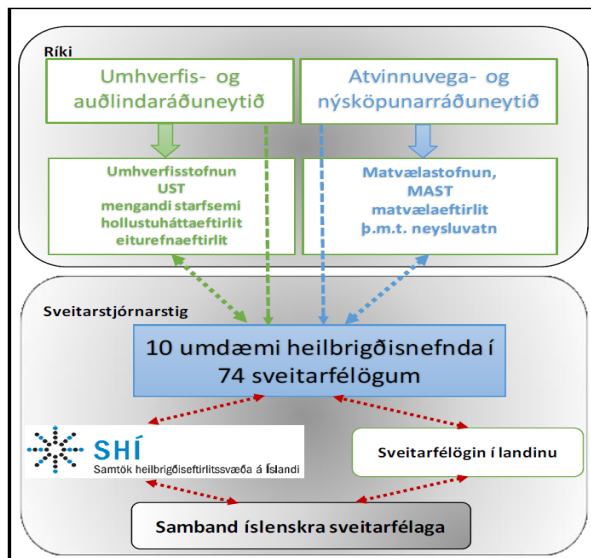 Ríki
Umhverfis- og
auðlindaráðuneytið
Atvinnuvega- og
nýsköpunarráðuneytið
Umhverfisstofnun
UST
mengandi starfsemi
hollustuháttaeftirlit
eiturefnaeftirlit
Matvælastofnun,
MAST
matvælaeftirlit
þ.m.t. neysluvatn
Sveitarstjórnarstig
10 umdæmi heilbrigðisnefnda í
74 sveitarfélögum
SHÍ
Samtök heilbrigðiseftirlitssvæða á Íslandi
Sveitarfélögin í landinu
Samband íslenskra sveitarfélaga